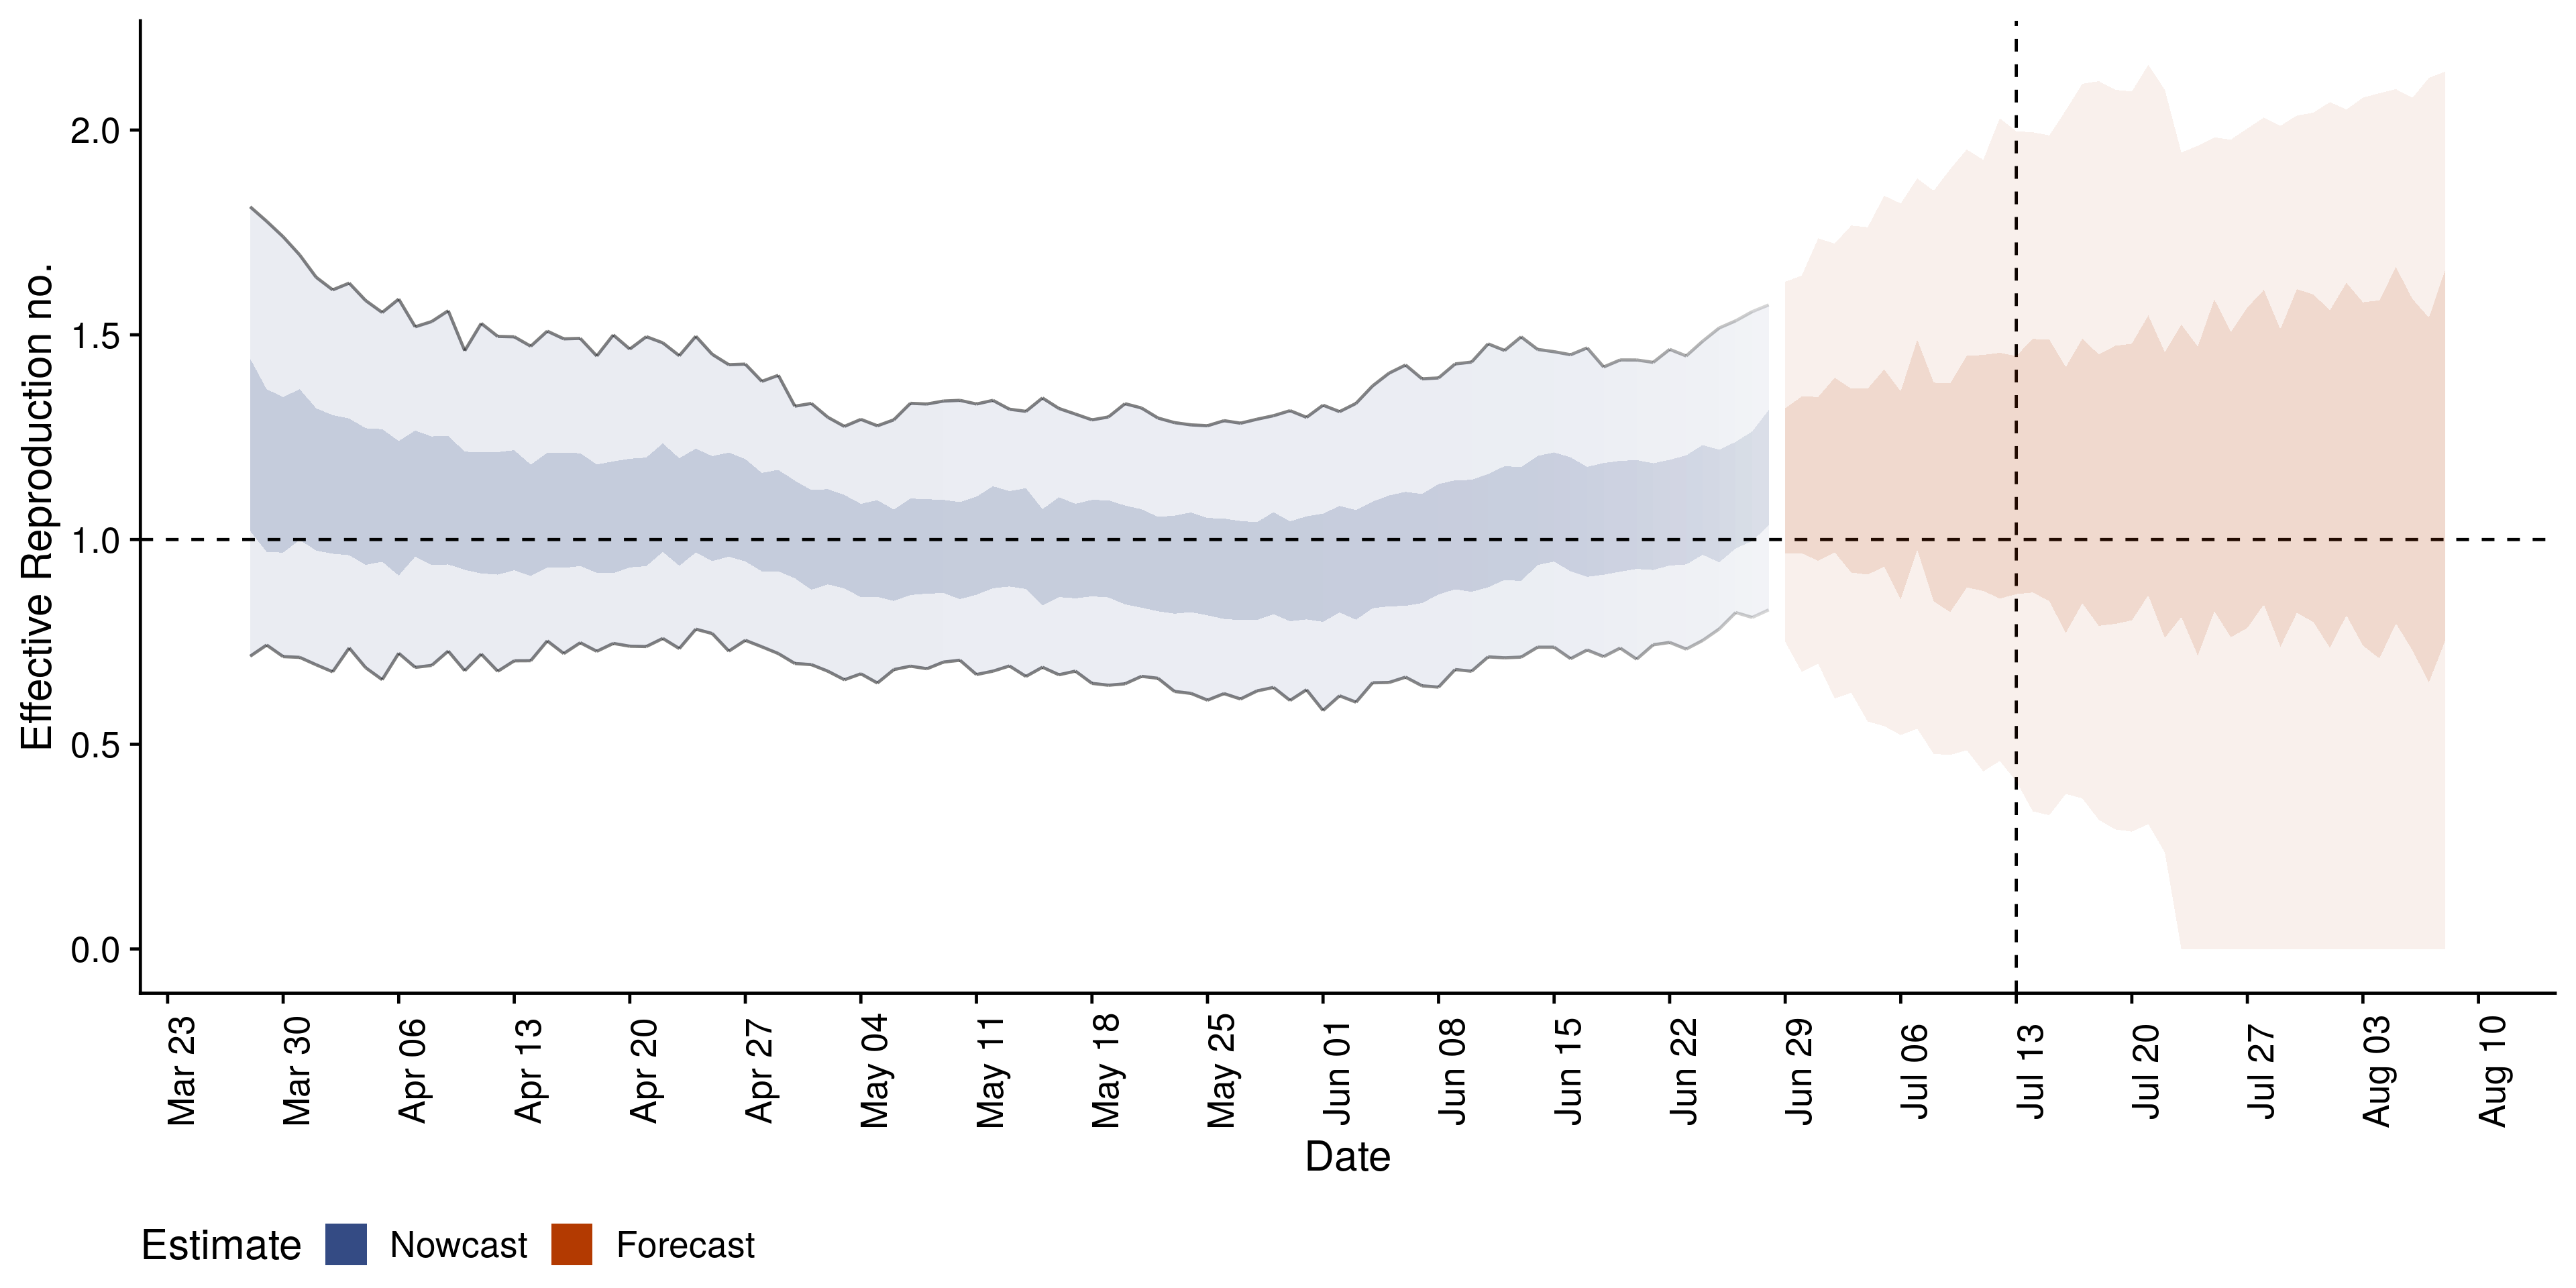 Effective Reproduction no.
2.0
1.5
1.0
0.5
0.0
Mar 23
Mar 30
Apr 06
Apr 13
Apr 20
Apr 27
May 04
May 11
May 18
May 25
Jun 01
Jun 08
Jun 15
Jun 22
Jun 29
Jul 06
Jul 13
Jul 20
Jul 27
Aug 03
Aug 10
Date
Estimate Nowcast Forecast